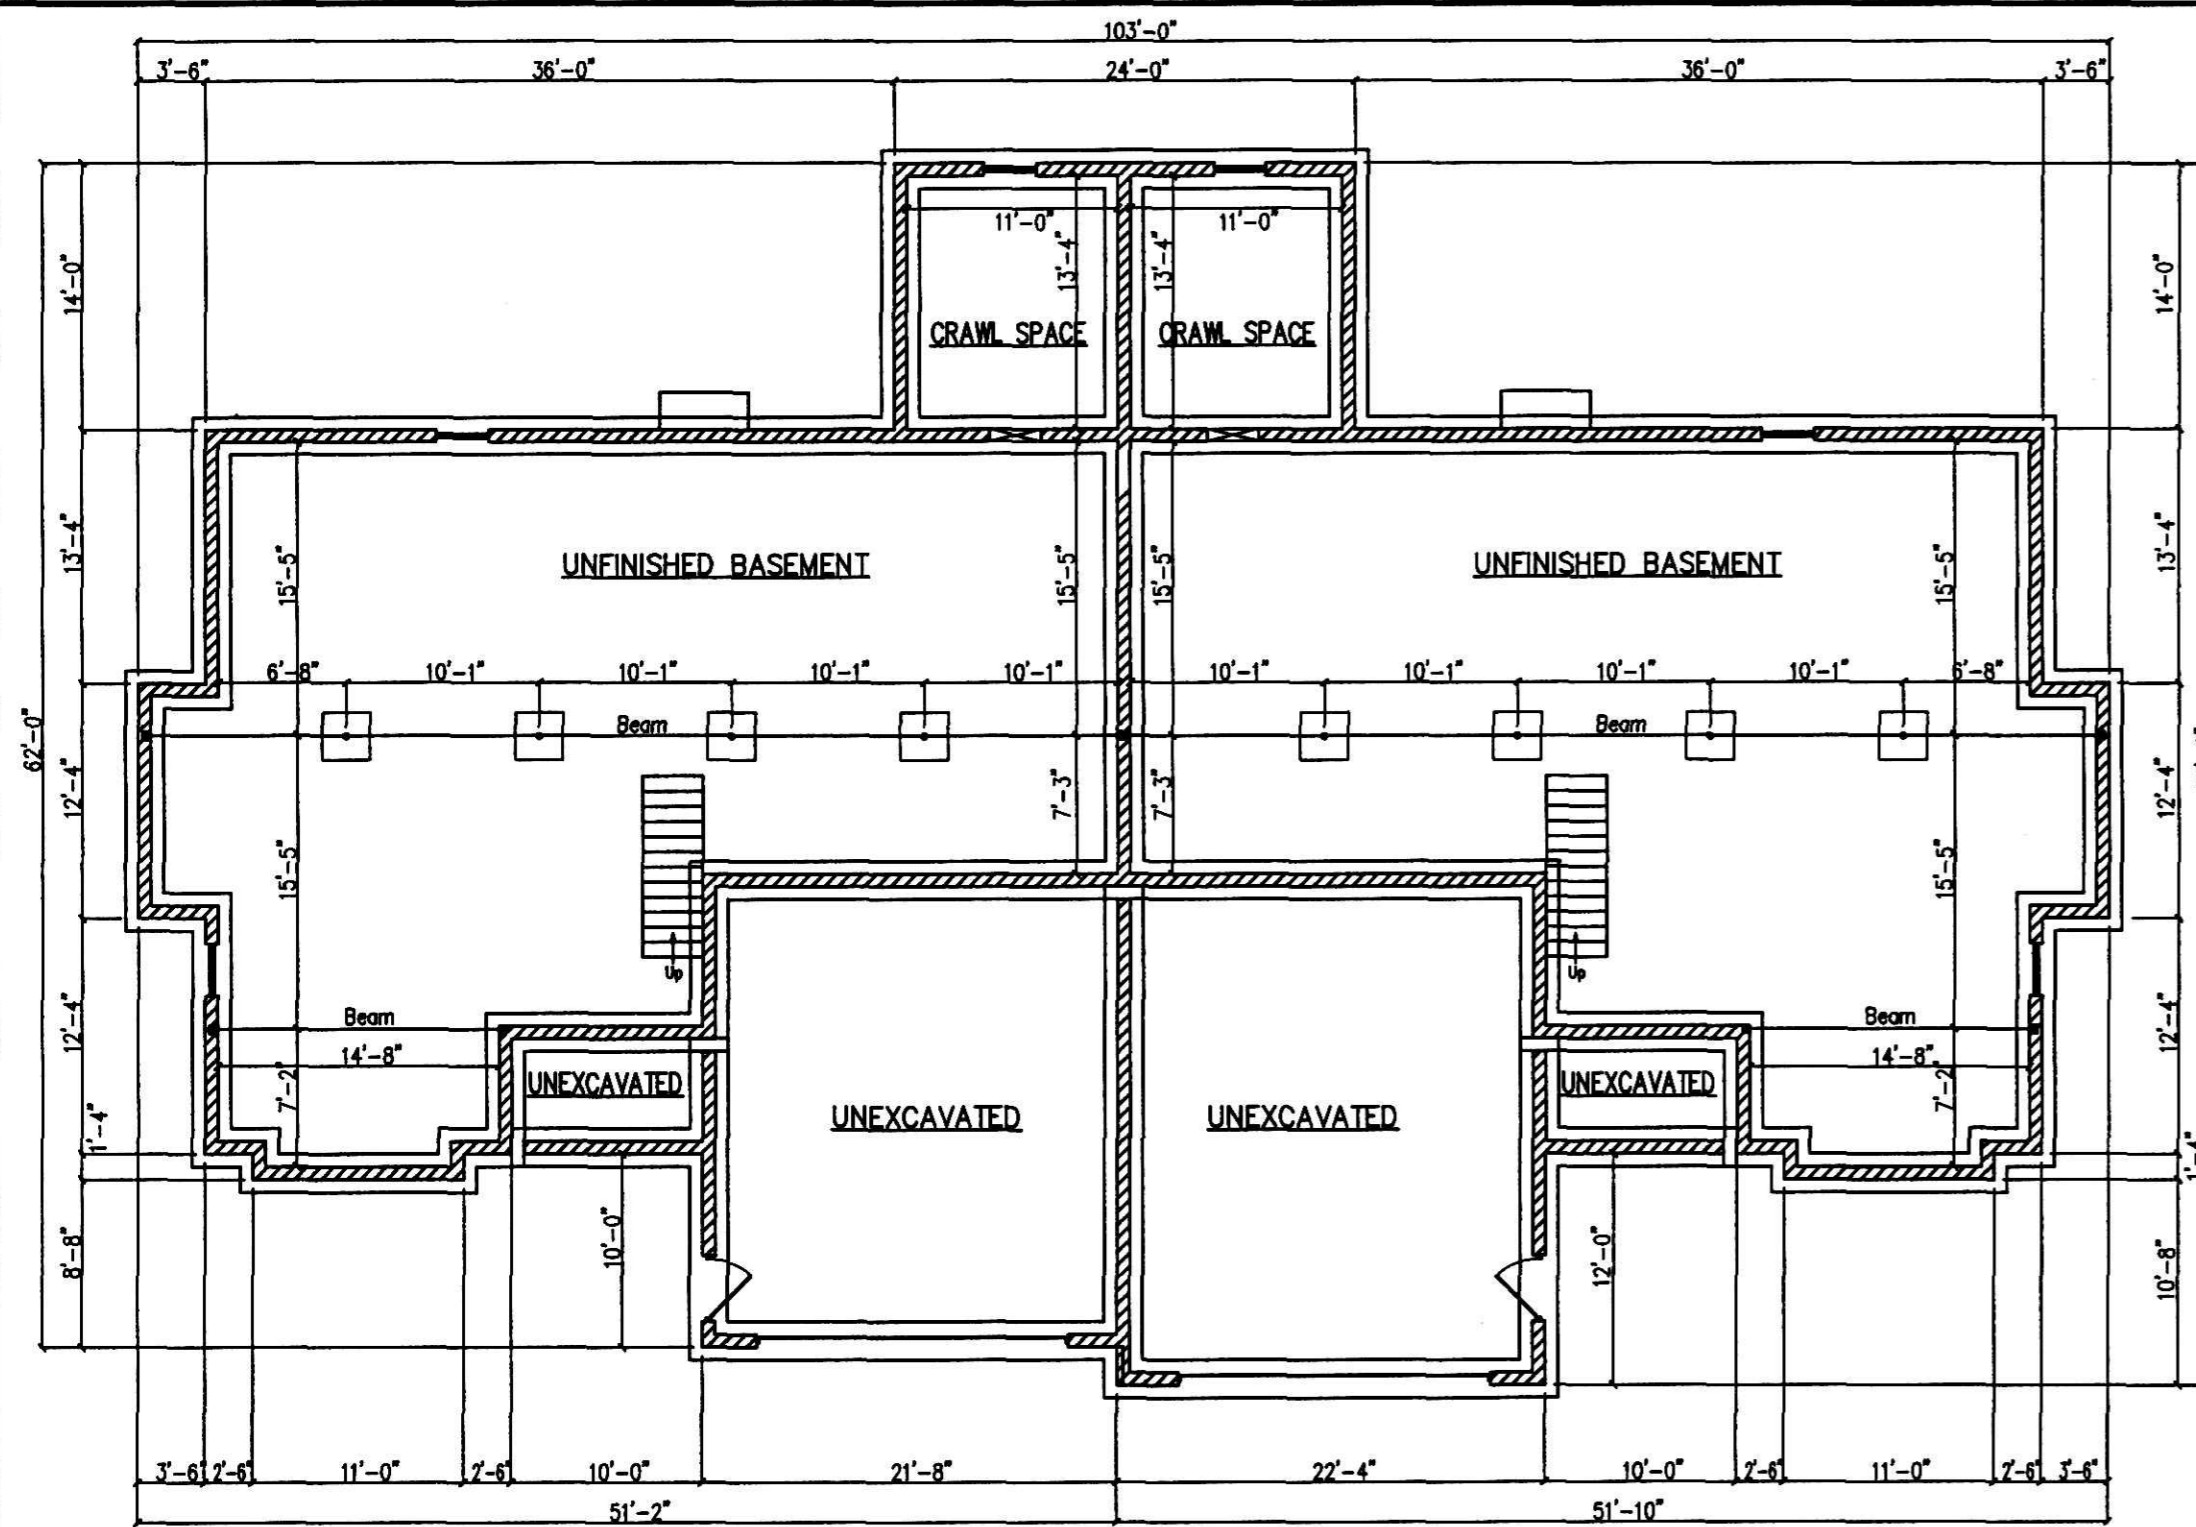 103'-0"
3'-6" 36'-0" 24'-0" 36'-0" 3'-6"
11'-0" 11'-0"
14'-0" 13'-4" 13'-4" 14'-0"
CRAWL SPACE CRAWL SPACE
13'-4" 15'-5" 15'-5" 15'-5" 15'-5" 13'-4"
UNFINISHED BASEMENT UNFINISHED BASEMENT
6'-8" 10'-1" 10'-1" 10'-1" 10'-1" 10'-1" 10'-1" 10'-1" 10'-1" 6'-8"
62'-0"
Beam Beam
12'-4" 7'-3" 7'-3" 12'-4"
15'-5" 15'-5"
Up Up
12'-4" Beam Beam 12'-4"
14'-8" 14'-8"
7'-2" UNEXCAVATED UNEXCAVATED 7'-2"
1'-4" UNEXCAVATED UNEXCAVATED 1'-4"
8'-8" 10'-0" 12'-0" 10'-8"
3'-6" 2'-6" 11'-0" 2'-6" 10'-0" 21'-8" 22'-4" 10'-0" 2'-6" 11'-0" 2'-6" 3'-6"
51'-2" 51'-10"